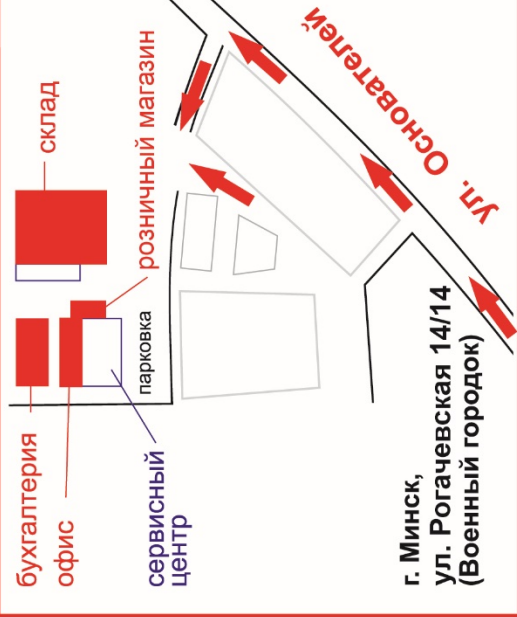 бухгалтерия
офис
сервисный
центр
склад
розничный магазин
парковка
ул. Основателей
г. Минск,
ул. Рогачевская 14/14
(Военный городок)